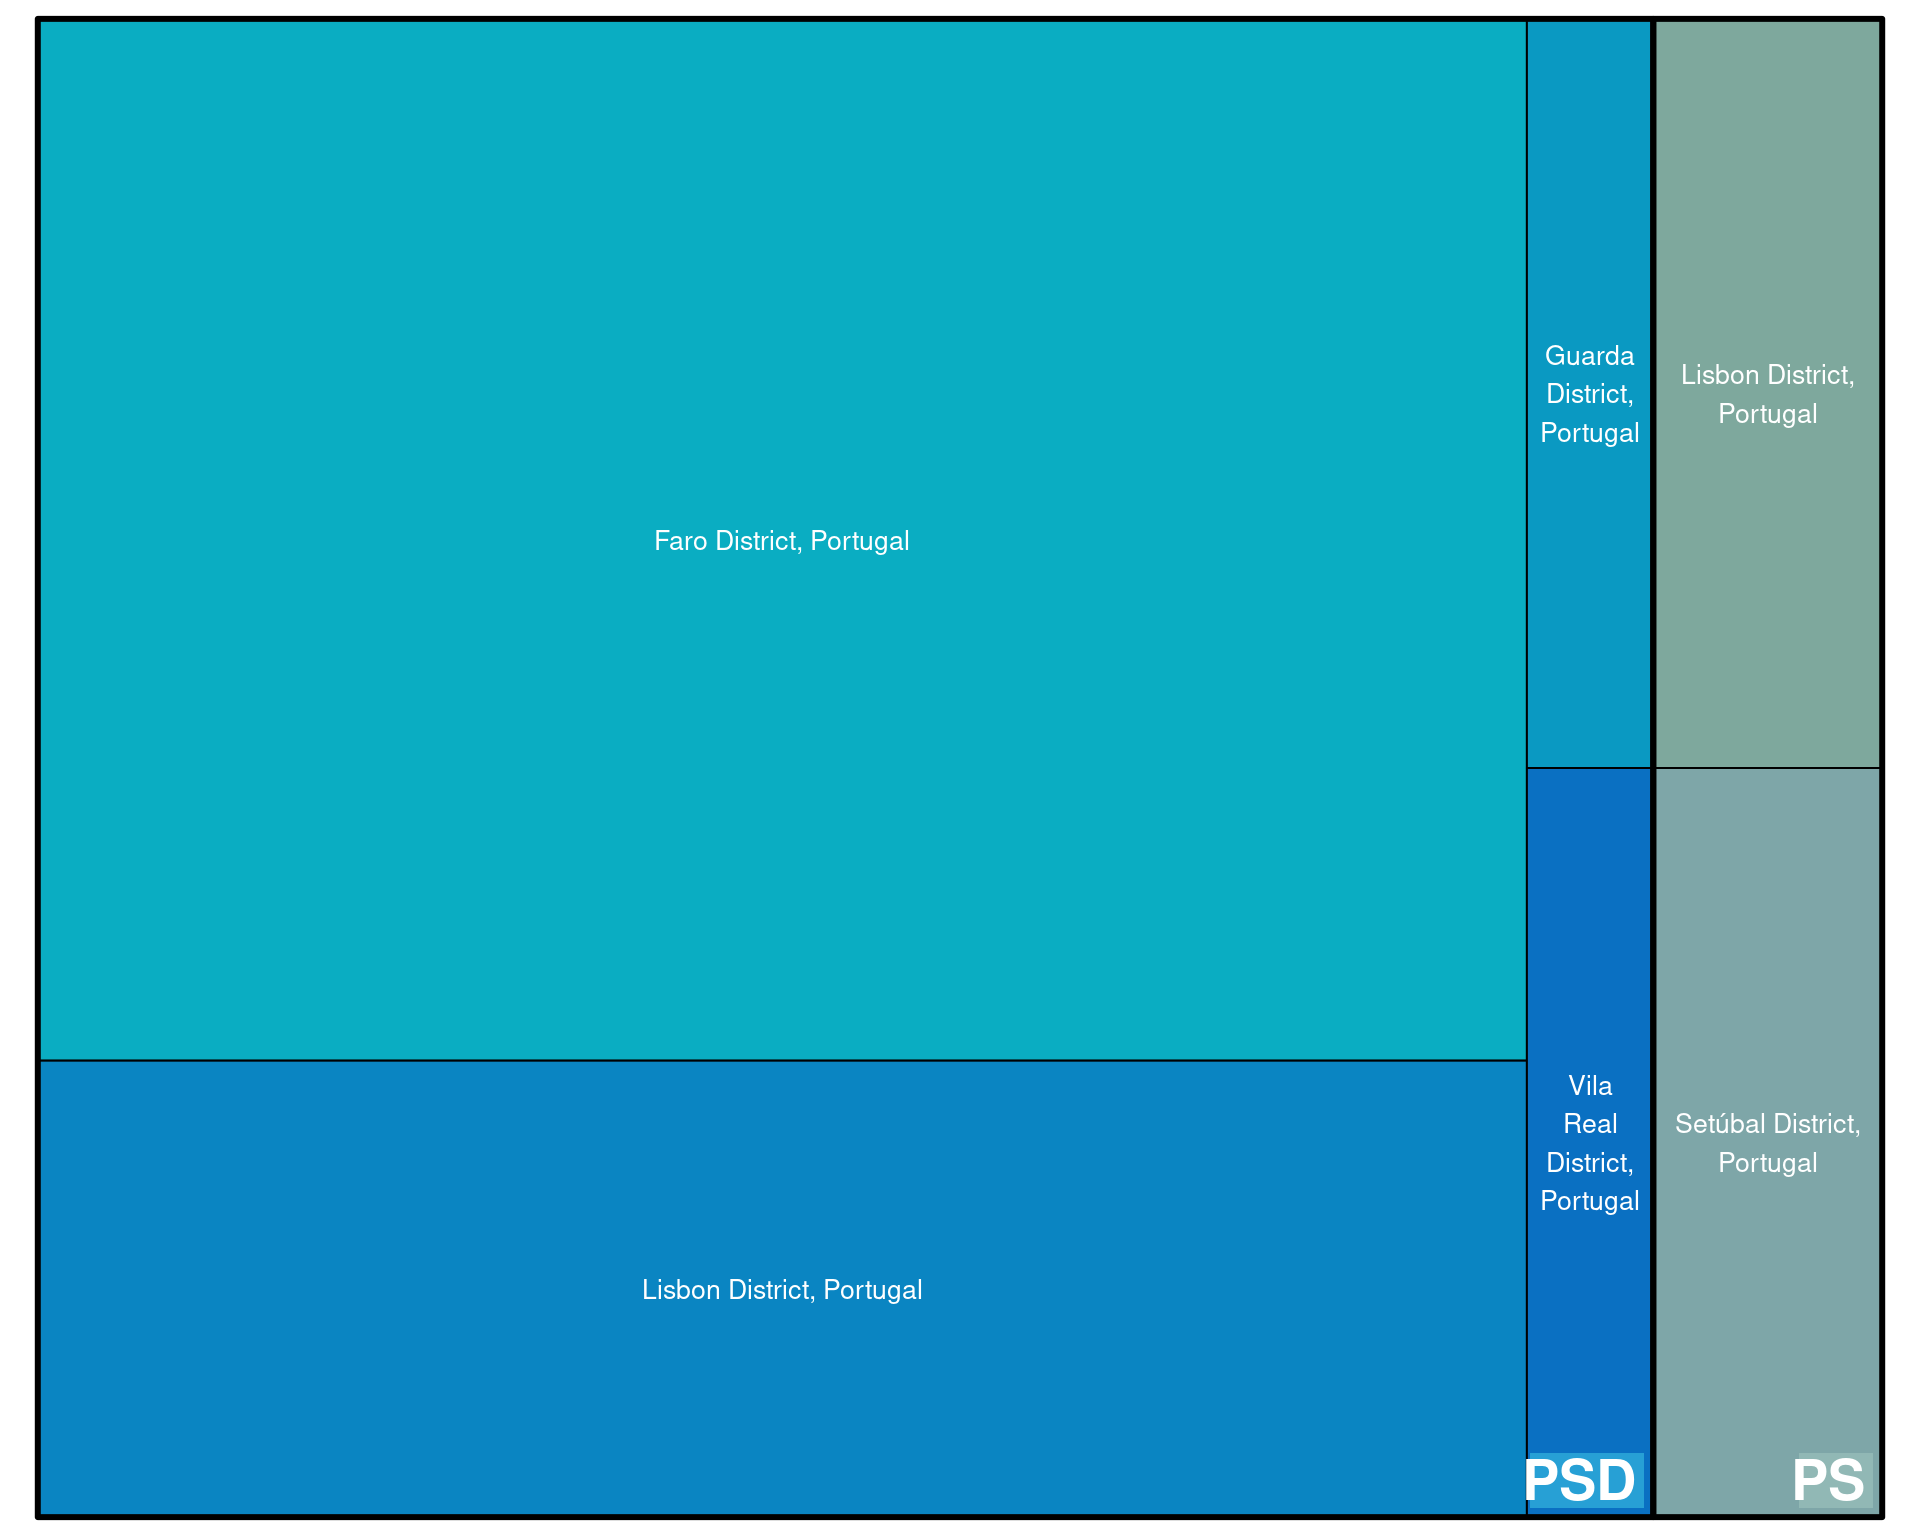 Faro District, Portugal
Lisbon District, Portugal
Guarda
District,
Portugal
Vila
Real
District,
Portugal
PSD
Lisbon District,
Portugal
Setúbal District,
Portugal
PS